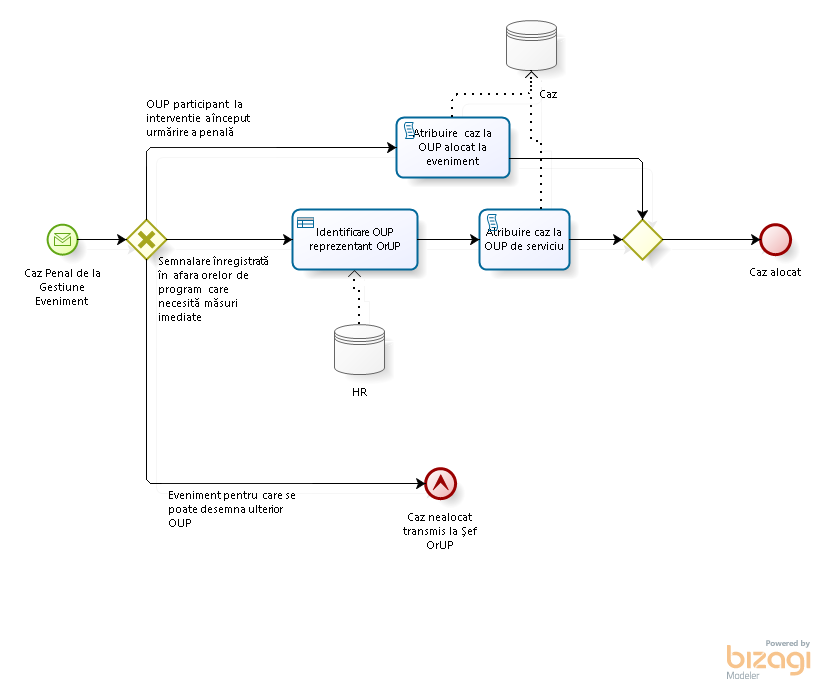 Caz
OUP participant la
interventie a început
urmărire a penală
Atribuire caz la
OUP alocat la
eveniment
Identificare OUP
reprezentant OrUP
Atribuire caz la
OUP de serviciu
Caz Penal de la
Gestiune
Eveniment
Semnalare înregistrată
în afara orelor de
program care
necesită măsuri
imediate
Caz alocat
HR
Eveniment pentru care se
poate desemna ulterior
OUP
Caz nealocat
transmis la Șef
OrUP
Powered by
bizagi
Modeler